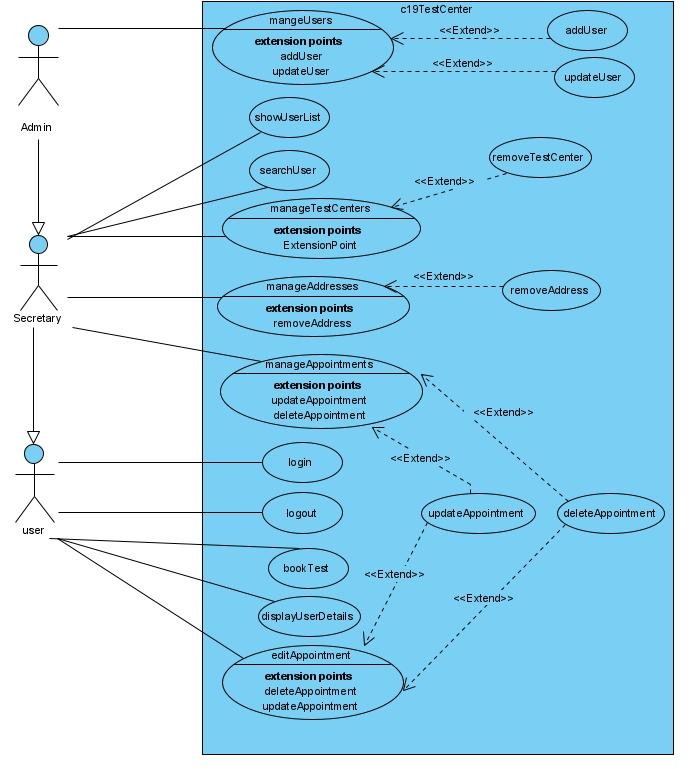 c19TestCenter
mangeUsers
extension points
addUser
updateUser
<<Extend>>
addUser
<<Extend>>
updateUser
Admin
showUserList
searchUser
removeTestCenter
<<Extend>>
manageTestCenters
extension points
ExtensionPoint
Secretary
manageAddresses
extension points
removeAddress
<<Extend>>
removeAddress
manageAppointments
extension points
updateAppointment
deleteAppointment
<<Extend>>
<<Extend>>
login
logout
updateAppointment
deleteAppointment
user
bookTest
<<Extend>>
<<Extend>>
displayUserDetails
editAppointment
extension points
deleteAppointment
updateAppointment